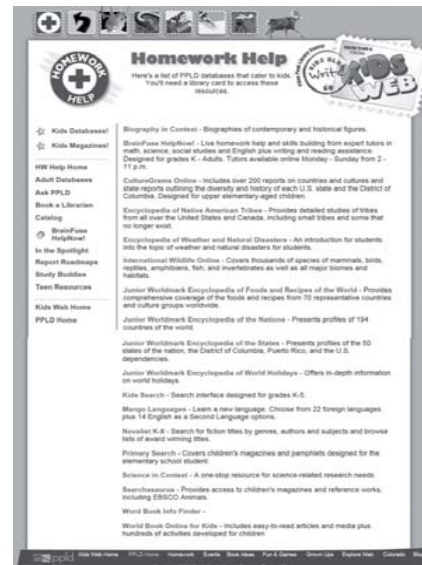 HOMEWORK
HELP
Homework Help
Here's a list of PPLD databases that cater to kids.
You'll need a library card to access these
resources.
KIDS
WEB
Kids Databases!
Kids Magazines!
HW Help Home
Adult Databases
Ask PPLD
Book a Librarian
Catalog
BrainFuse
HelpNow!
In the Spotlight
Report Roadmaps
Study Buddies
Teen Resources
Kids Web Home
PPLD Home
Biography in Context - Biographies of contemporary and historical figures.
BrainFuse HelpNow! - Live homework help and skills building from expert tutors in
math, science, social studies and English plus writing and reading assistance.
Designed for grades K - Adults. Tutors available online Monday - Sunday from 2 -
11 p.m.
CultureGrams Online - Includes over 200 reports on countries and cultures and
state reports outlining the diversity and history of each U.S. state and the District of
Columbia. Designed for upper elementary-aged children.
Encyclopedia of Native American Tribes - Provides detailed studies of tribes
from all over the United States and Canada, including small tribes and some that
no longer exist.
Encyclopedia of Weather and Natural Disasters - An introduction for students
into the topic of weather and natural disasters for students.
International Wildlife Online - Covers thousands of species of mammals, birds,
reptiles, amphibians, fish, and invertebrates as well as all major biomes and
habitats.
Junior Worldmark Encyclopedia of Foods and Recipes of the World - Provides
comprehensive coverage of the foods and recipes from 70 representative countries
and culture groups worldwide.
Junior Worldmark Encyclopedia of the Nations - Presents profiles of 194
countries of the world.
Junior Worldmark Encyclopedia of the States - Presents profiles of the 50
states of the nation, the District of Columbia, Puerto Rico, and the U.S.
dependencies.
Junior Worldmark Encyclopedia of World Holidays - Offers in-depth information
on world holidays.
Kids Search - Search interface designed for grades K-5.
Mango Languages - Learn a new language. Choose from 22 foreign languages
plus 14 English as a Second Language options.
Novelist K-8 - Search for fiction titles by genres, authors and subjects and browse
lists of award winning titles.
Primary Search - Covers children's magazines and pamphlets designed for the
elementary school student.
Science in Context - A one-stop resource for science-related research needs
Searchasaurus - Provides access to children's magazines and reference works,
including EBSCO Animals.
Word Book Info Finder -
World Book Online for Kids - Includes easy-to-read articles and media plus
hundreds of activities developed for children
ppld Kids Web Home PPLD Home Homework Events Book Ideas Fun & Games Grown Ups Explore Web Colorado